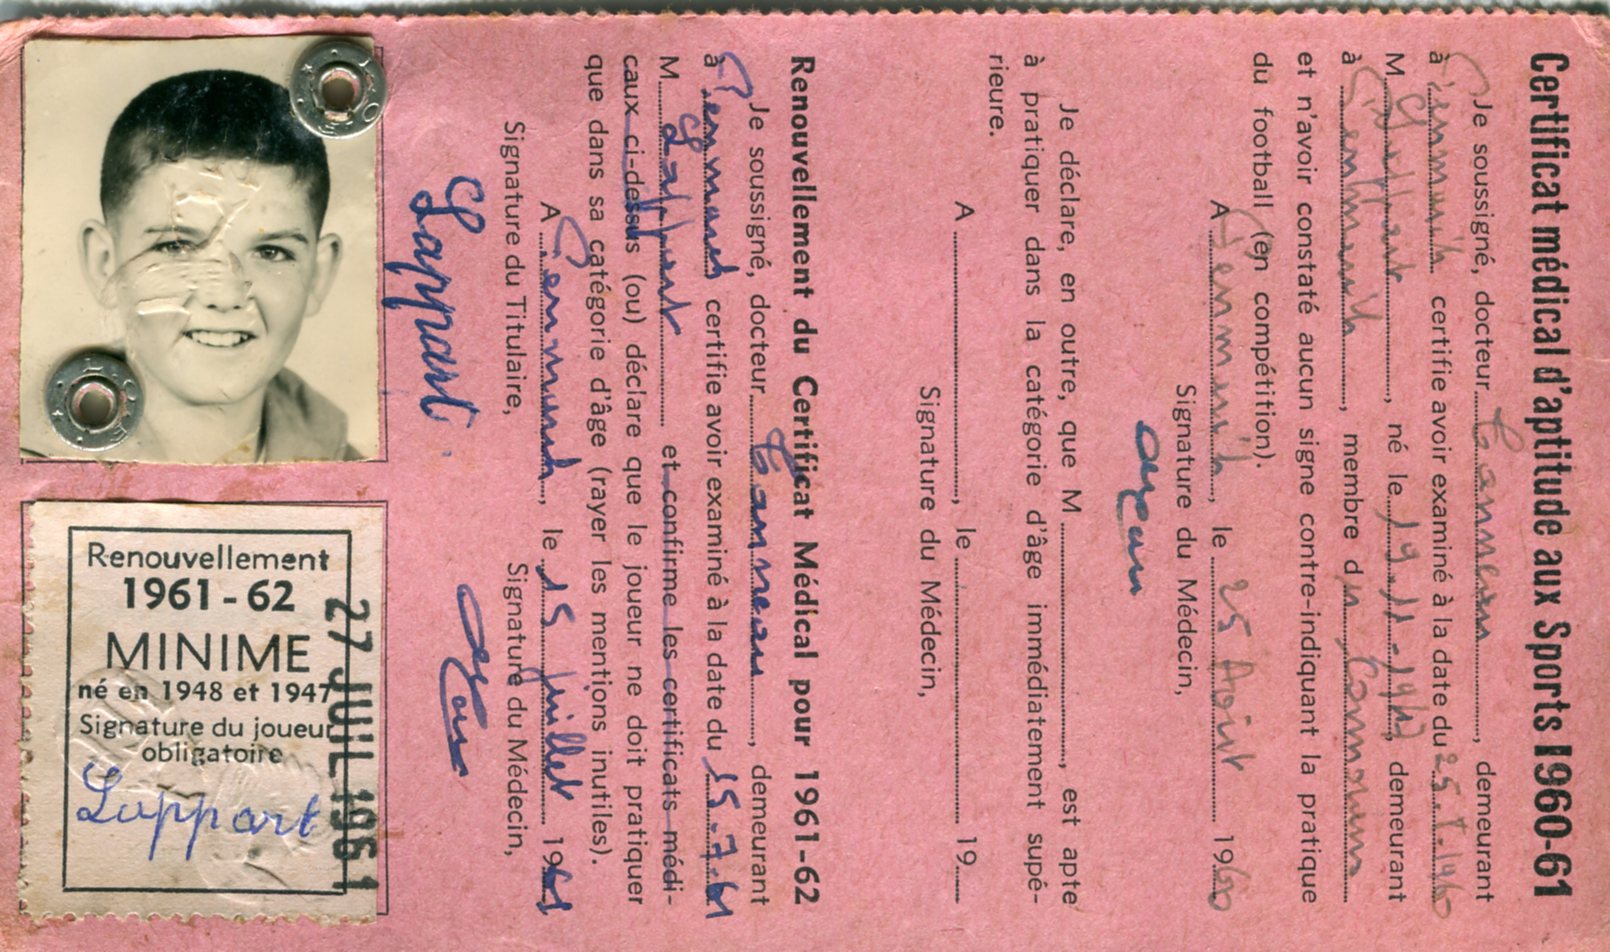 Certificat médical d'aptitude aux Sports 1960-61
Je soussigné, docteur Conneau, demeurant
à certifie avoir examiné à la date du 25.8.1960
M Lappart, né le 19.11.1947, demeurant
à, membre du
et n'avoir constaté aucun signe contre-indiquant la pratique
du football (en compétition).
A, le 25 Août 1960
Signature du Médecin,
Je déclare, en outre, que M, est apte
à pratiquer dans la catégorie d'âge immédiatement supé-
rieure.
A, le 19
Signature du Médecin,
Renouvellement du Certificat Médical pour 1961-62
Je soussigné, docteur Conneau, demeurant
à certifie avoir examiné à la date du 15.7.61
M Lappart et confirme les certificats médi-
caux ci-dessus (ou) déclare que le joueur ne doit pratiquer
que dans sa catégorie d'âge (rayer les mentions inutiles).
A, le 15 juillet 1961
Signature du Titulaire, Signature du Médecin,
Lappart
Renouvellement
1961-62
MINIME
né en 1948 et 1947
Signature du joueur
obligatoire
Lappart
27 JUIL 1961